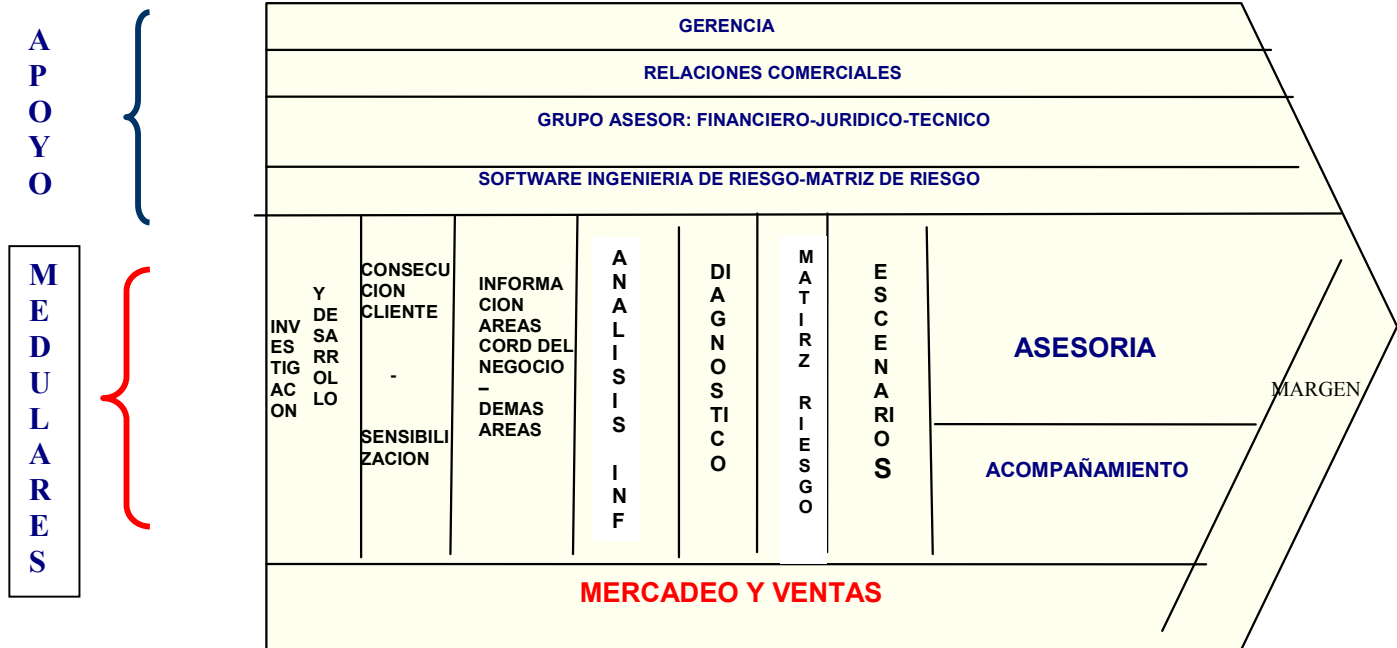 A
P
O
Y
O
GERENCIA
RELACIONES COMERCIALES
GRUPO ASESOR: FINANCIERO-JURIDICO-TECNICO
SOFTWARE INGENIERIA DE RIESGO-MATRIZ DE RIESGO
M
E
D
U
L
A
R
E
S
INV
ES
TIG
AC
ON
Y
DE
SA
RR
OL
LO
CONSECU
CION
CLIENTE
-
SENSIBILI
ZACION
INFORMA
CION
AREAS
CORD DEL
NEGOCIO
–
DEMAS
AREAS
A
N
A
L
I
S
I
S
I
N
F
DI
A
G
N
O
S
TI
C
O
M
A
T
I
R
Z
R
I
E
S
G
O
E
S
C
E
N
A
RI
O
S
ASESORIA
ACOMPAÑAMIENTO
MARGEN
MERCADEO Y VENTAS